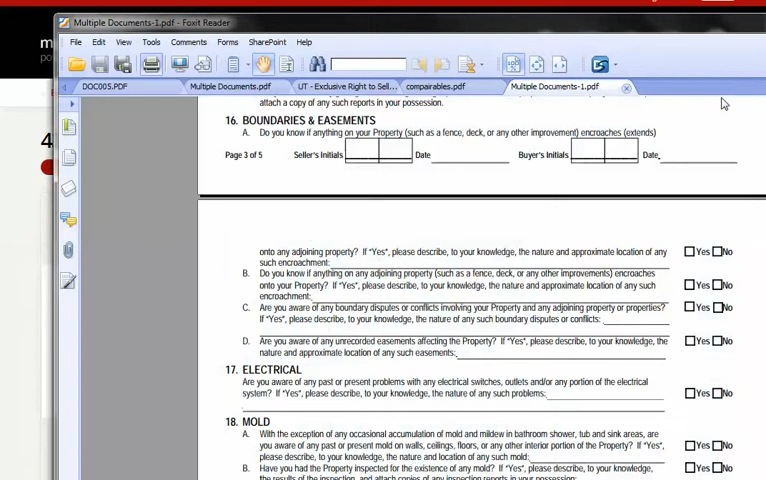 Multiple Documents-1.pdf - Foxit Reader
File Edit View Tools Comments Forms SharePoint Help
DOC005.PDF Multiple Documents.pdf UT - Exclusive Right to Sell... compairables.pdf Multiple Documents-1.pdf
attach a copy of any such reports in your possession.
16. BOUNDARIES & EASEMENTS
A. Do you know if anything on your Property (such as a fence, deck, or any other improvement) encroaches (extends)
Page 3 of 5 Seller's Initials Date Buyer's Initials Date
onto any adjoining property? If "Yes", please describe, to your knowledge, the nature and approximate location of any Yes No
such encroachment:
B. Do you know if anything on any adjoining property (such as a fence, deck, or any other improvements) encroaches
onto your Property? If "Yes", please describe, to your knowledge, the nature and approximate location of any such Yes No
encroachment:
C. Are you aware of any boundary disputes or conflicts involving your Property and any adjoining property or properties? Yes No
If "Yes", please describe, to your knowledge, the nature of any such boundary disputes or conflicts:
D. Are you aware of any unrecorded easements affecting the Property? If "Yes", please describe, to your knowledge, the Yes No
nature and approximate location of any such easements:
17. ELECTRICAL
Are you aware of any past or present problems with any electrical switches, outlets and/or any portion of the electrical
system? If "Yes", please describe, to your knowledge, the nature of any such problems: Yes No
18. MOLD
A. With the exception of any occasional accumulation of mold and mildew in bathroom shower, tub and sink areas, are
you aware of any past or present mold on walls, ceilings, floors, or any other interior portion of the Property? If "Yes", Yes No
please describe, to your knowledge, the nature and location of any such mold:
B. Have you had the Property inspected for the existence of any mold? If "Yes", please describe, to your knowledge, Yes No
the results of the inspection, and attach copies of any inspection reports in your possession: